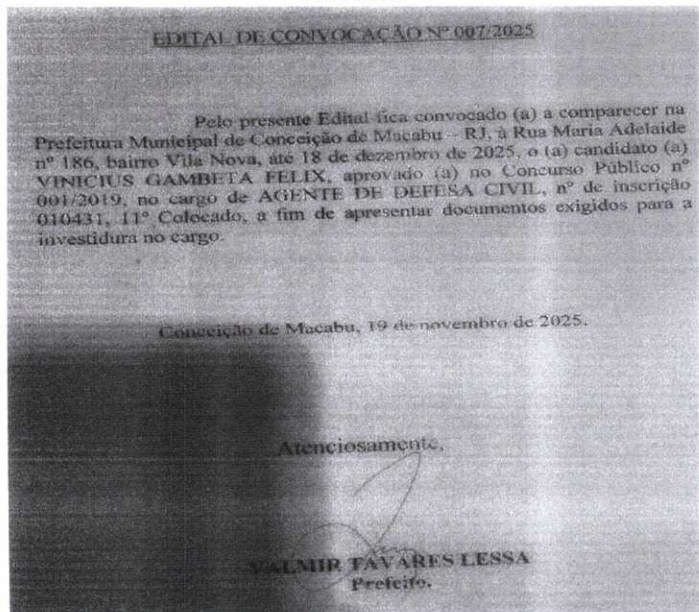 EDITAL DE CONVOCAÇÃO Nº 007/2025
Pelo presente Edital fica convocado (a) a comparecer na
Prefeitura Municipal de Conceição de Macabu – RJ, à Rua Maria Adelaide
nº 186, bairro Vila Nova, até 18 de dezembro de 2025, o (a) candidato (a)
VINICIUS GAMBETA FELIX, aprovado (a) no Concurso Público nº
001/2019, no cargo de AGENTE DE DEFESA CIVIL, nº de inscrição
010431, 11º Colocado, a fim de apresentar documentos exigidos para a
investidura no cargo.
Conceição de Macabu, 19 de novembro de 2025.
Atenciosamente,
VALMIR TAVARES LESSA
Prefeito.